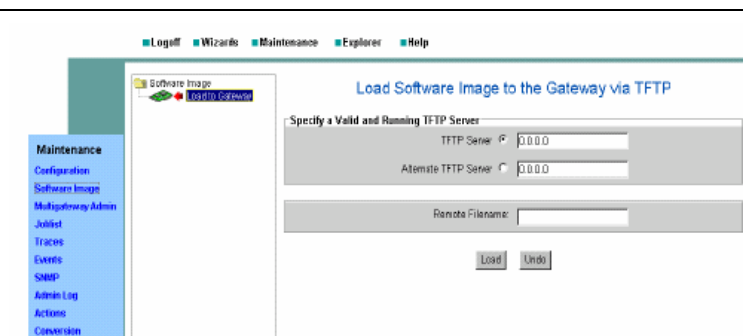 Logoff Wizards Maintenance Explorer Help
Software Image
Load to Gateway
Load Software Image to the Gateway via TFTP
Specify a Valid and Running TFTP Server
TFTP Server 0.0.0.0
Alternate TFTP Server 0.0.0.0
Remote Filename:
Load Undo
Maintenance
Configuration
Software Image
Multigateway Admin
Joblist
Traces
Events
SNMP
Admin Log
Actions
Conversion